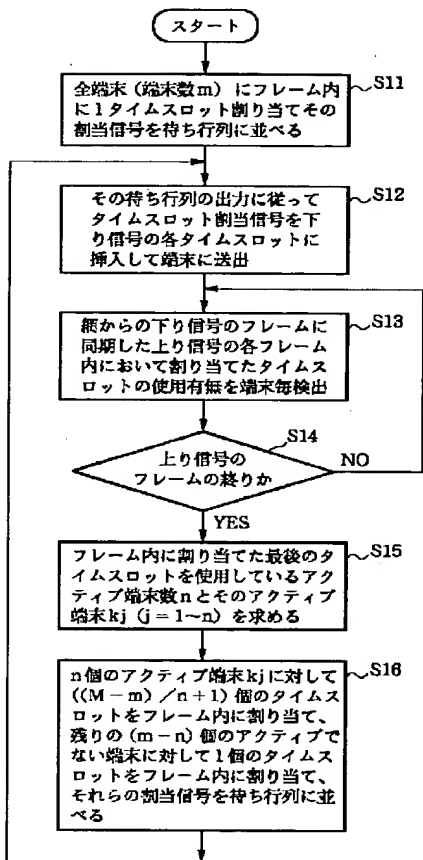 スタート
S11
全端末(端末数m)にフレーム内
に1タイムスロット割り当てその
割当信号を待ち行列に並べる
S12
その待ち行列の出力に従って
タイムスロット割当信号を下
り信号の各タイムスロットに
挿入して端末に送出
S13
網からの下り信号のフレームに
同期した上り信号の各フレーム
内において割り当てたタイムス
ロットの使用有無を端末毎検出
S14
上り信号の
フレームの終りか
NO
YES
S15
フレーム内に割り当てた最後のタ
イムスロットを使用しているアク
ティブ端末数nとそのアクティブ
端末kj(j=1~n)を求める
S16
n個のアクティブ端末kjに対して
((M-m)/n+1)個のタイムス
ロットをフレーム内に割り当て、
残りの(m-n)個のアクティブで
ない端末に対して1個のタイムス
ロットをフレーム内に割り当て、
それらの割当信号を待ち行列に並
べる